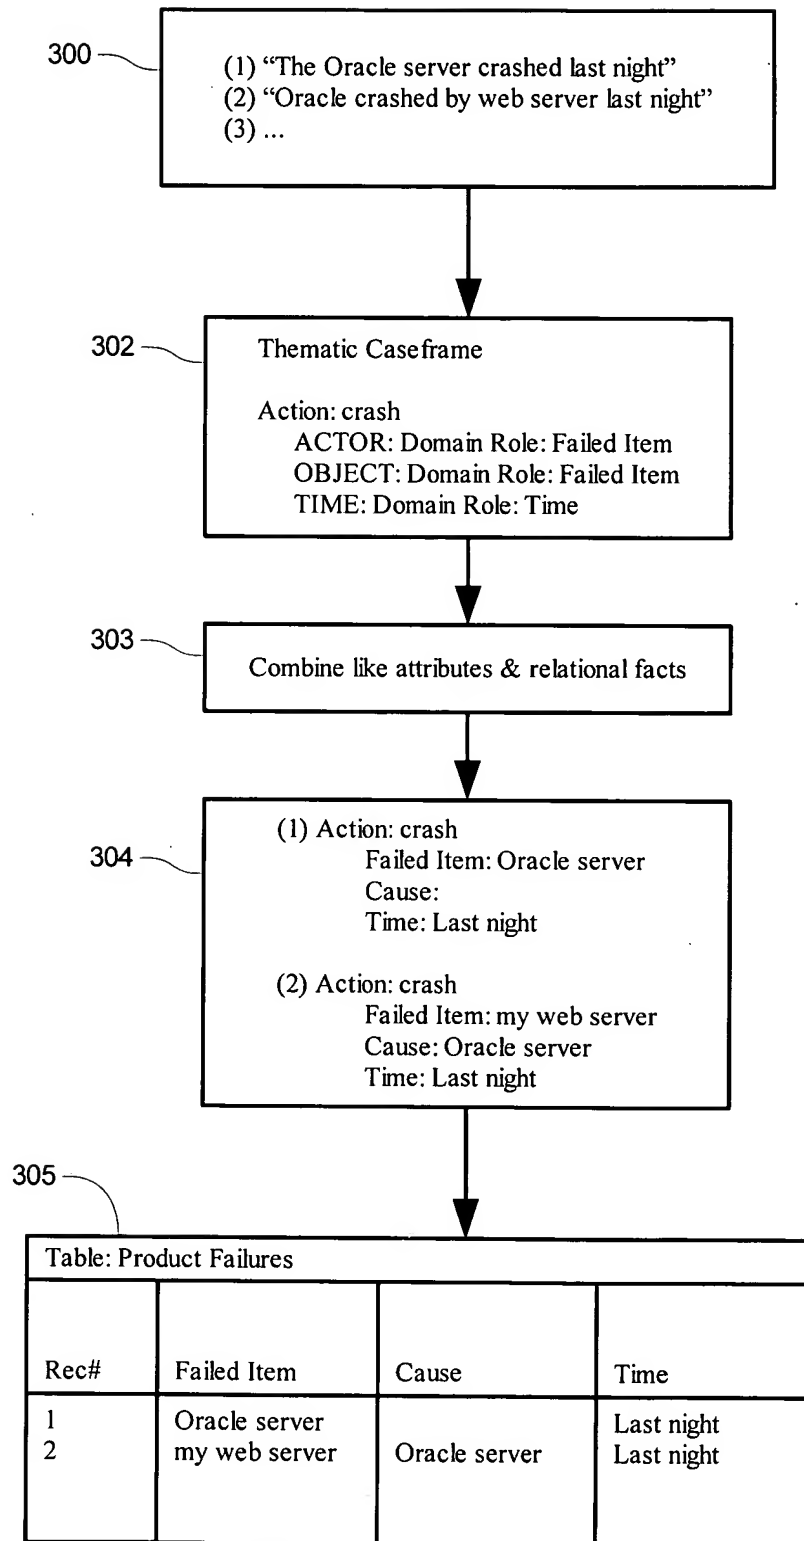 300
(1) “The Oracle server crashed last night”
(2) “Oracle crashed by web server last night”
(3) ...
302
Thematic Caseframe
Action: crash
ACTOR: Domain Role: Failed Item
OBJECT: Domain Role: Failed Item
TIME: Domain Role: Time
303
Combine like attributes & relational facts
304
(1) Action: crash
Failed Item: Oracle server
Cause:
Time: Last night
(2) Action: crash
Failed Item: my web server
Cause: Oracle server
Time: Last night
305
Table: Product Failures
Rec# Failed Item Cause Time
1 Oracle server Last night
2 my web server Oracle server Last night